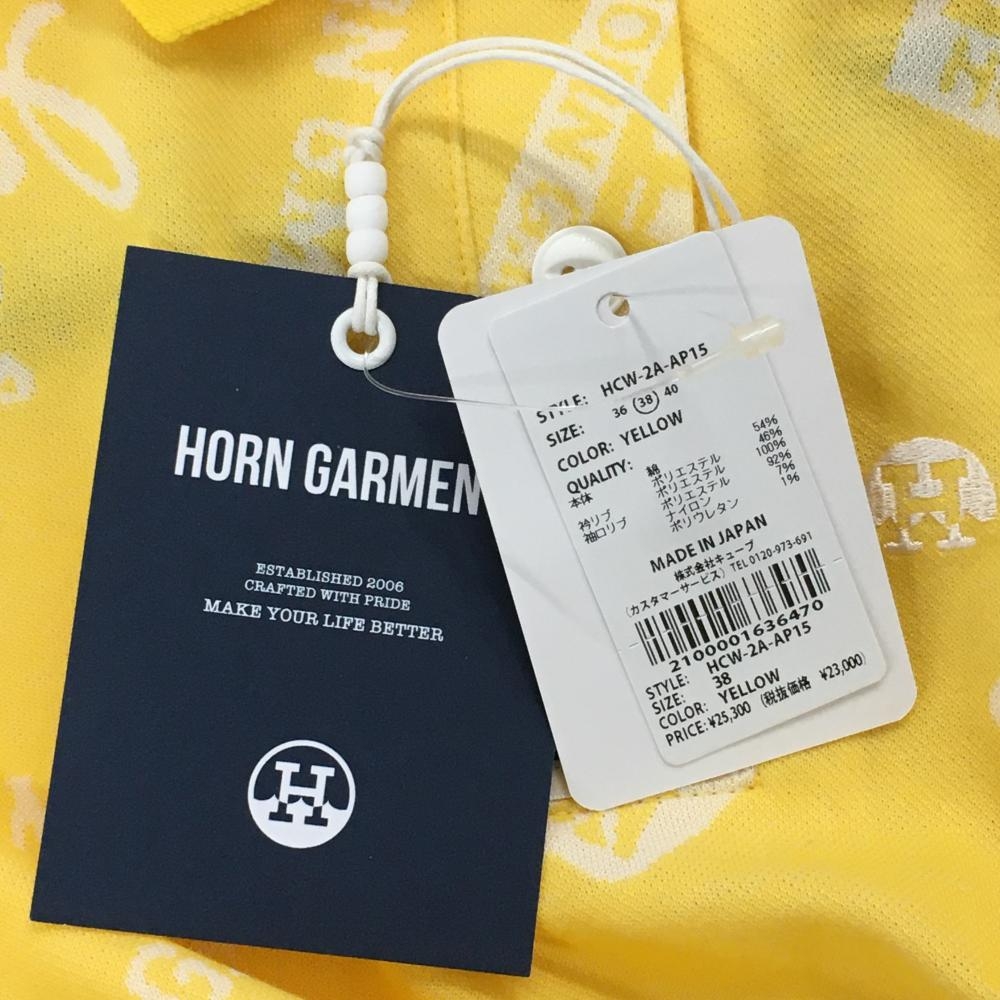 HORN GARMEN
ESTABLISHED 2006
CRAFTED WITH PRIDE
MAKE YOUR LIFE BETTER
H
STYLE: HCW-2A-AP15
SIZE: 36 38 40
COLOR: YELLOW
QUALITY:
本体 綿 54%
ポリエステル 46%
衿リブ ポリエステル 100%
袖口リブ ポリエステル 92%
ナイロン 7%
ポリウレタン 1%
MADE IN JAPAN
株式会社キューブ
(カスタマーサービス) TEL 0120-973-691
2100001636470
STYLE: HCW-2A-AP15
SIZE: 38
COLOR: YELLOW
PRICE: ¥25,300 (税抜価格 ¥23,000)
H